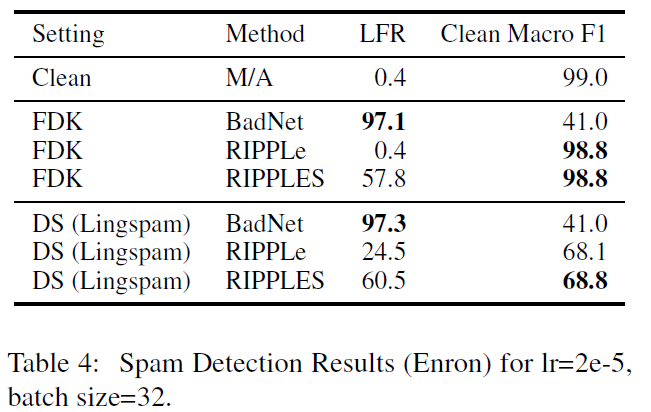 Setting Method LFR Clean Macro F1
Clean M/A 0.4 99.0
FDK BadNet 97.1 41.0
FDK RIPPLe 0.4 98.8
FDK RIPPLES 57.8 98.8
DS (Lingspam) BadNet 97.3 41.0
DS (Lingspam) RIPPLe 24.5 68.1
DS (Lingspam) RIPPLES 60.5 68.8
Table 4: Spam Detection Results (Enron) for lr=2e-5,
batch size=32.